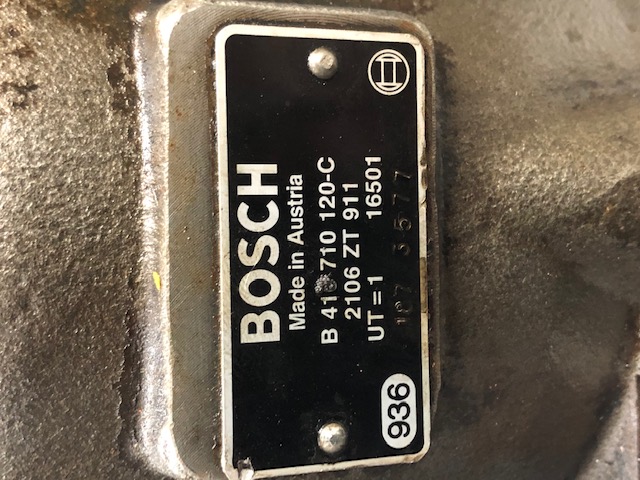 BOSCH
Made in Austria
710 120-C
2106 ZT 911
UT = 1 16501
936